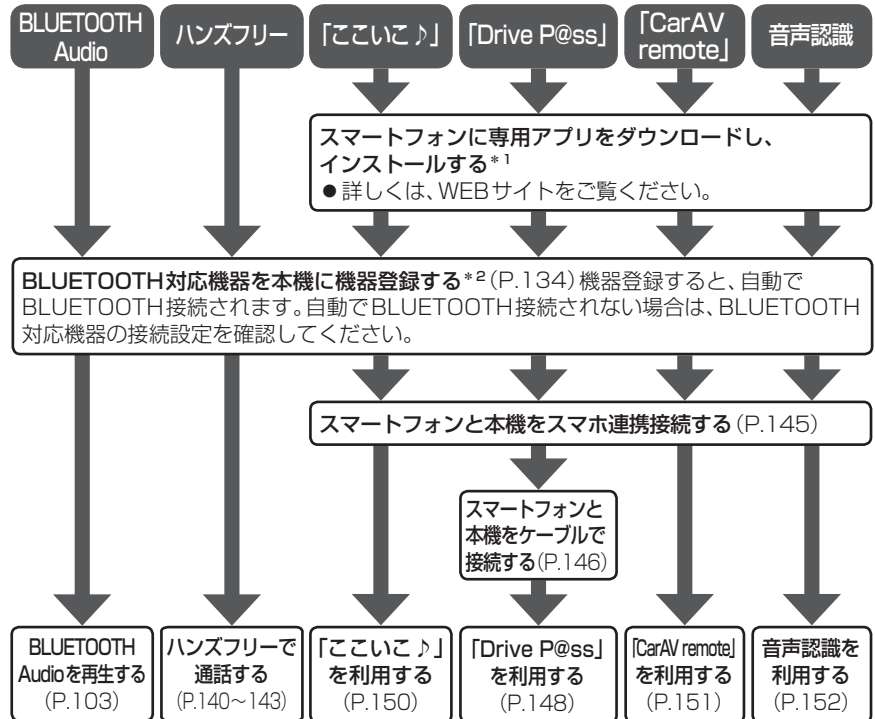 BLUETOOTH
Audio
ハンズフリー
「ここいこ♪」
「Drive P@ss」
「CarAV
remote」
音声認識
スマートフォンに専用アプリをダウンロードし、
インストールする*1
●詳しくは、WEBサイトをご覧ください。
BLUETOOTH対応機器を本機に機器登録する*2(P.134)機器登録すると、自動で
BLUETOOTH接続されます。自動でBLUETOOTH接続されない場合は、BLUETOOTH
対応機器の接続設定を確認してください。
スマートフォンと本機をスマホ連携接続する(P.145)
スマートフォンと
本機をケーブルで
接続する(P.146)
BLUETOOTH
Audioを再生する
(P.103)
ハンズフリーで
通話する
(P.140~143)
「ここいこ♪」
を利用する
(P.150)
「Drive P@ss」
を利用する
(P.148)
「CarAV remote」
を利用する
(P.151)
音声認識を
利用する
(P.152)